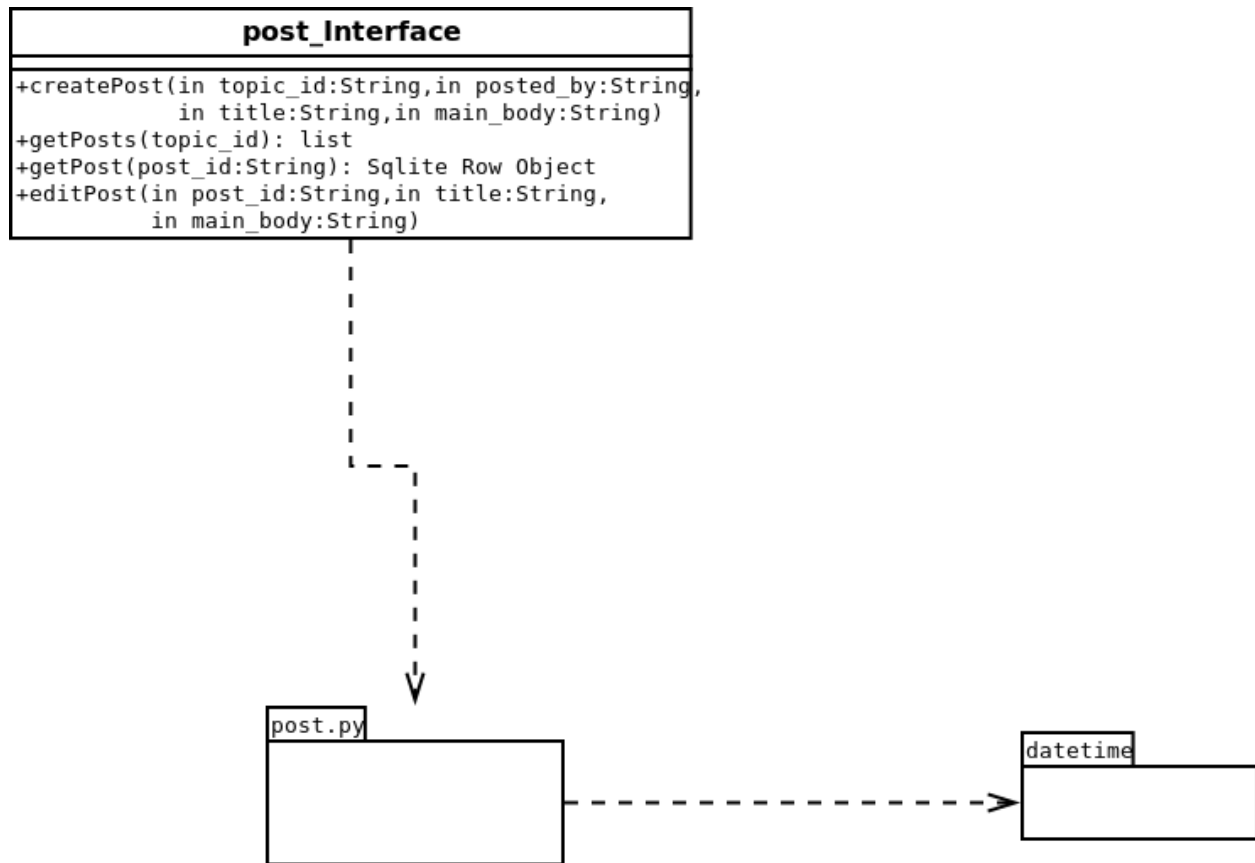 post_Interface
+createPost(in topic_id:String,in posted_by:String,
in title:String,in main_body:String)
+getPosts(topic_id): list
+getPost(post_id:String): Sqlite Row Object
+editPost(in post_id:String,in title:String,
in main_body:String)
post.py
datetime